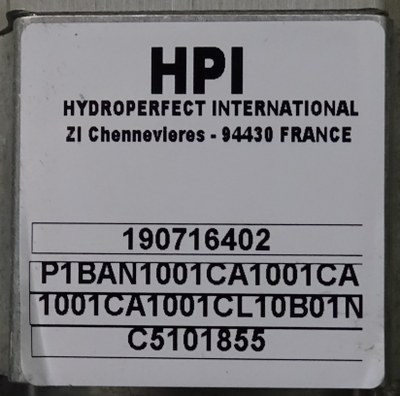 HPI
HYDROPERFECT INTERNATIONAL
ZI Chennevieres - 94430 FRANCE
190716402
P1BAN1001CA1001CA
1001CA1001CL10B01N
C5101855